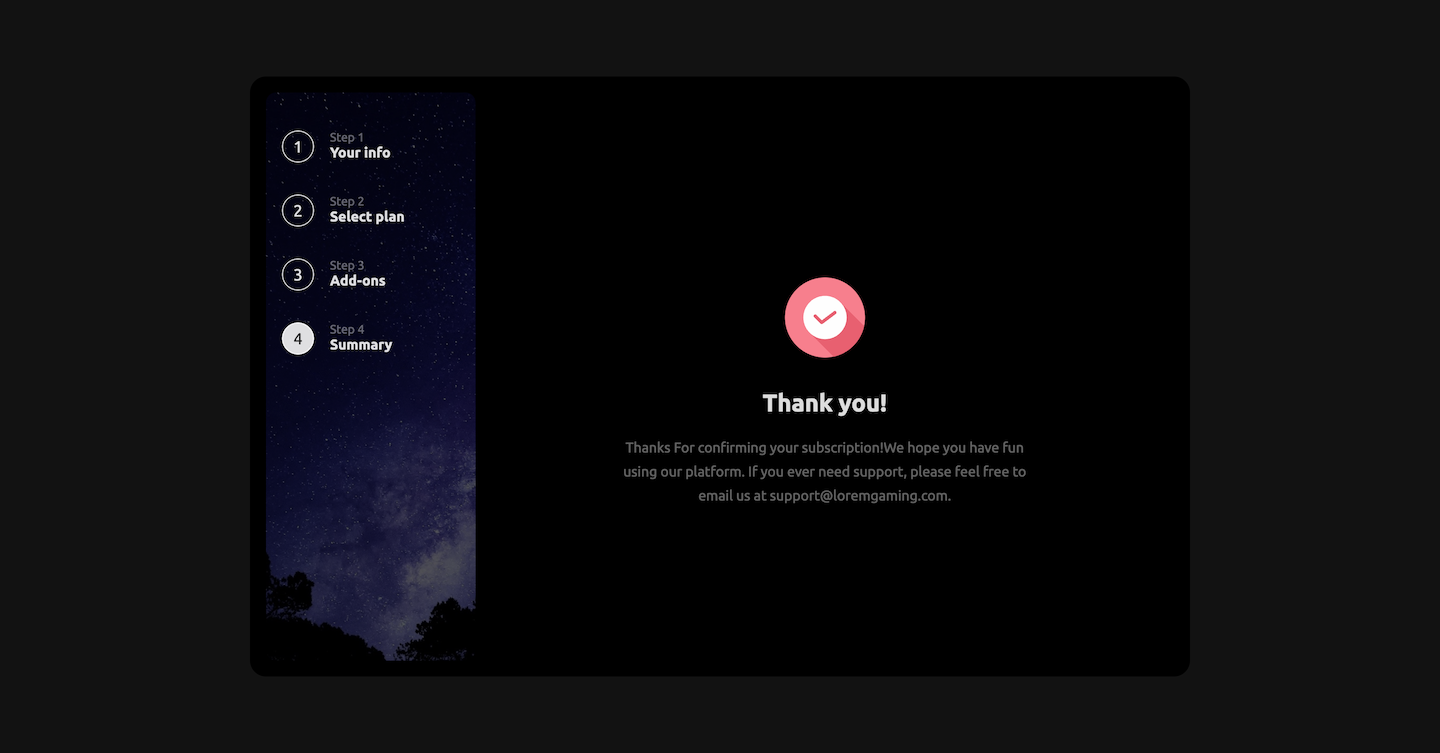 1
Step 1
Your info
2
Step 2
Select plan
3
Step 3
Add-ons
4
Step 4
Summary
Thank you!
Thanks For confirming your subscription!We hope you have fun
using our platform. If you ever need support, please feel free to
email us at support@loremgaming.com.